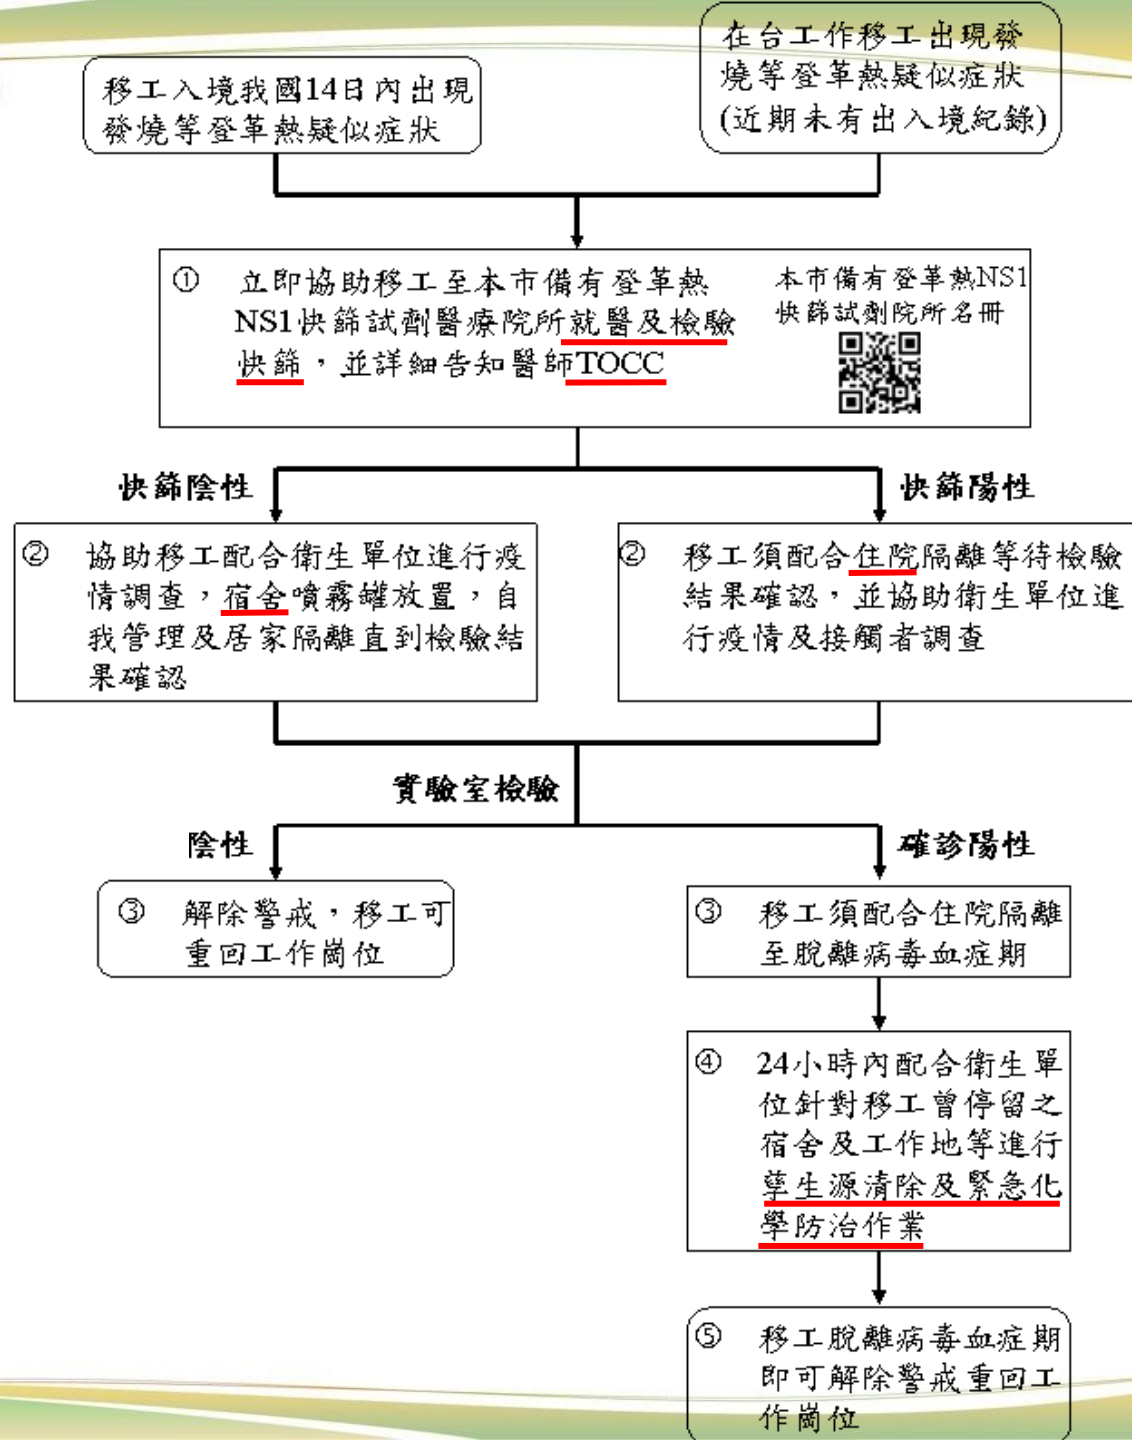 移工入境我國14日內出現
發燒等登革熱疑似症狀
在台工作移工出現發
燒等登革熱疑似症狀
(近期未有出入境紀錄)
① 立即協助移工至本市備有登革熱
NS1快篩試劑醫療院所就醫及檢驗
快篩，並詳細告知醫師TOCC
本市備有登革熱NS1
快篩試劑院所名冊
快篩陰性
快篩陽性
② 協助移工配合衛生單位進行疫
情調查，宿舍噴霧罐放置，自
我管理及居家隔離直到檢驗結
果確認
② 移工須配合住院隔離等待檢驗
結果確認，並協助衛生單位進
行疫情及接觸者調查
實驗室檢驗
陰性
確診陽性
③ 解除警戒，移工可
重回工作崗位
③ 移工須配合住院隔離
至脫離病毒血症期
④ 24小時內配合衛生單
位針對移工曾停留之
宿舍及工作地等進行
孳生源清除及緊急化
學防治作業
⑤ 移工脫離病毒血症期
即可解除警戒重回工
作崗位